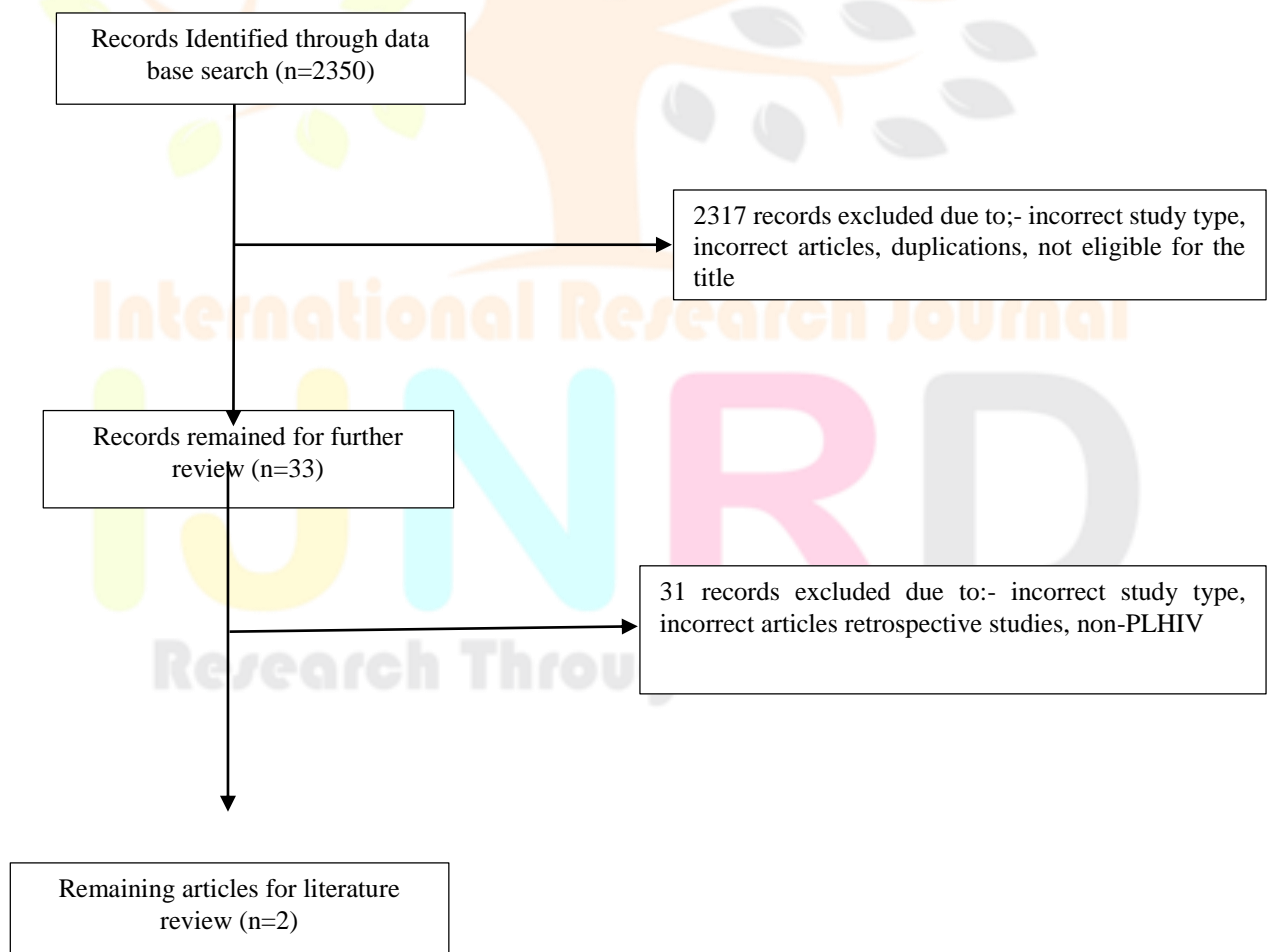 Records Identified through data
base search (n=2350)
2317 records excluded due to;- incorrect study type,
incorrect articles, duplications, not eligible for the
title
International Research Journal
IJNRD
Records remained for further
review (n=33)
31 records excluded due to:- incorrect study type,
incorrect articles retrospective studies, non-PLHIV
Research Throu
Remaining articles for literature
review (n=2)